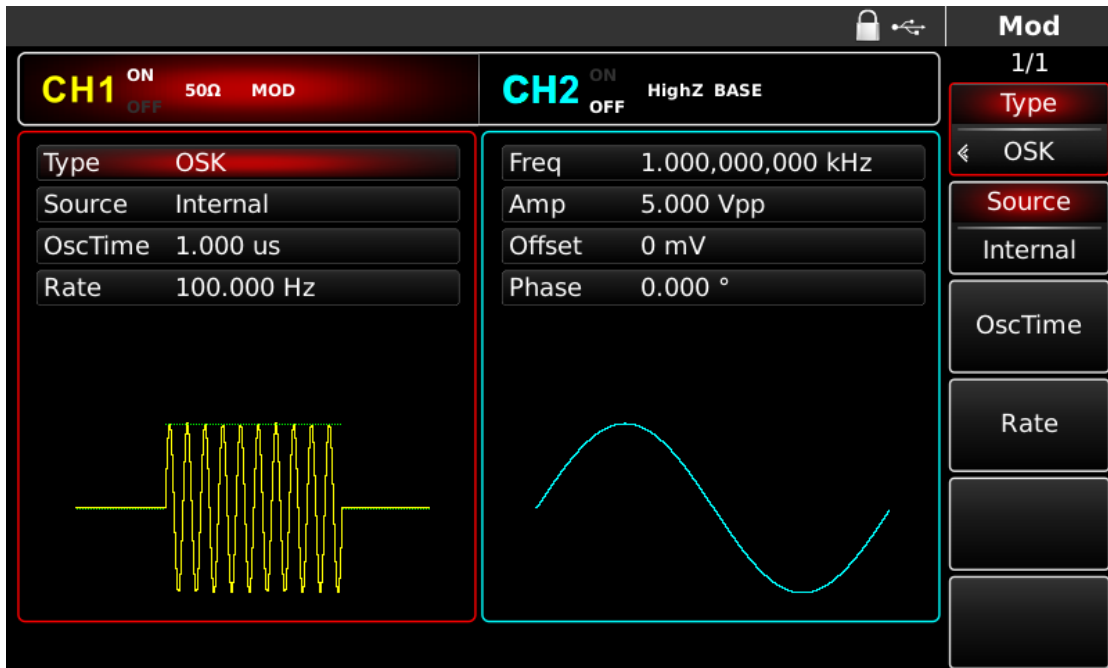 Mod
1/1
CH1 ON OFF 50Ω MOD
CH2 ON OFF HighZ BASE
Type OSK
Source Internal
OscTime 1.000 us
Rate 100.000 Hz
Freq 1.000,000,000 kHz
Amp 5.000 Vpp
Offset 0 mV
Phase 0.000 °
Type
OSK
Source
Internal
OscTime
Rate